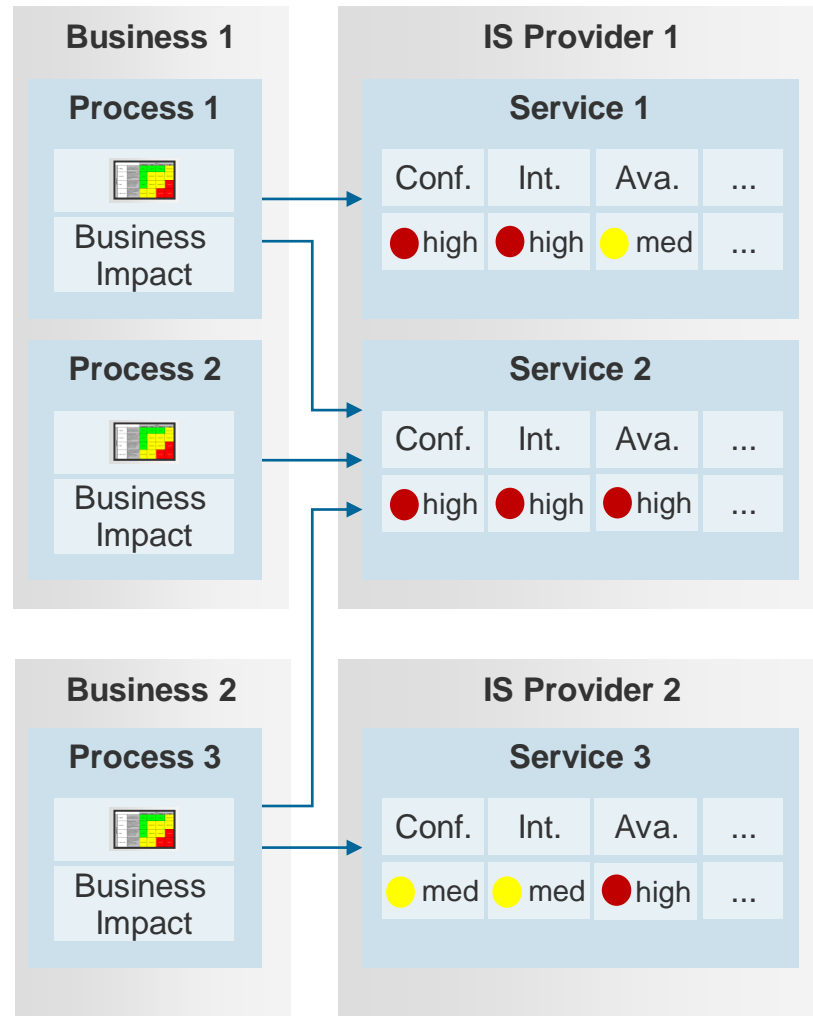 Business 1
Process 1
Business
Impact
Process 2
Business
Impact
IS Provider 1
Service 1
Conf. Int. Ava. ...
high high med ...
Service 2
Conf. Int. Ava. ...
high high high ...
Business 2
Process 3
Business
Impact
IS Provider 2
Service 3
Conf. Int. Ava. ...
med med high ...